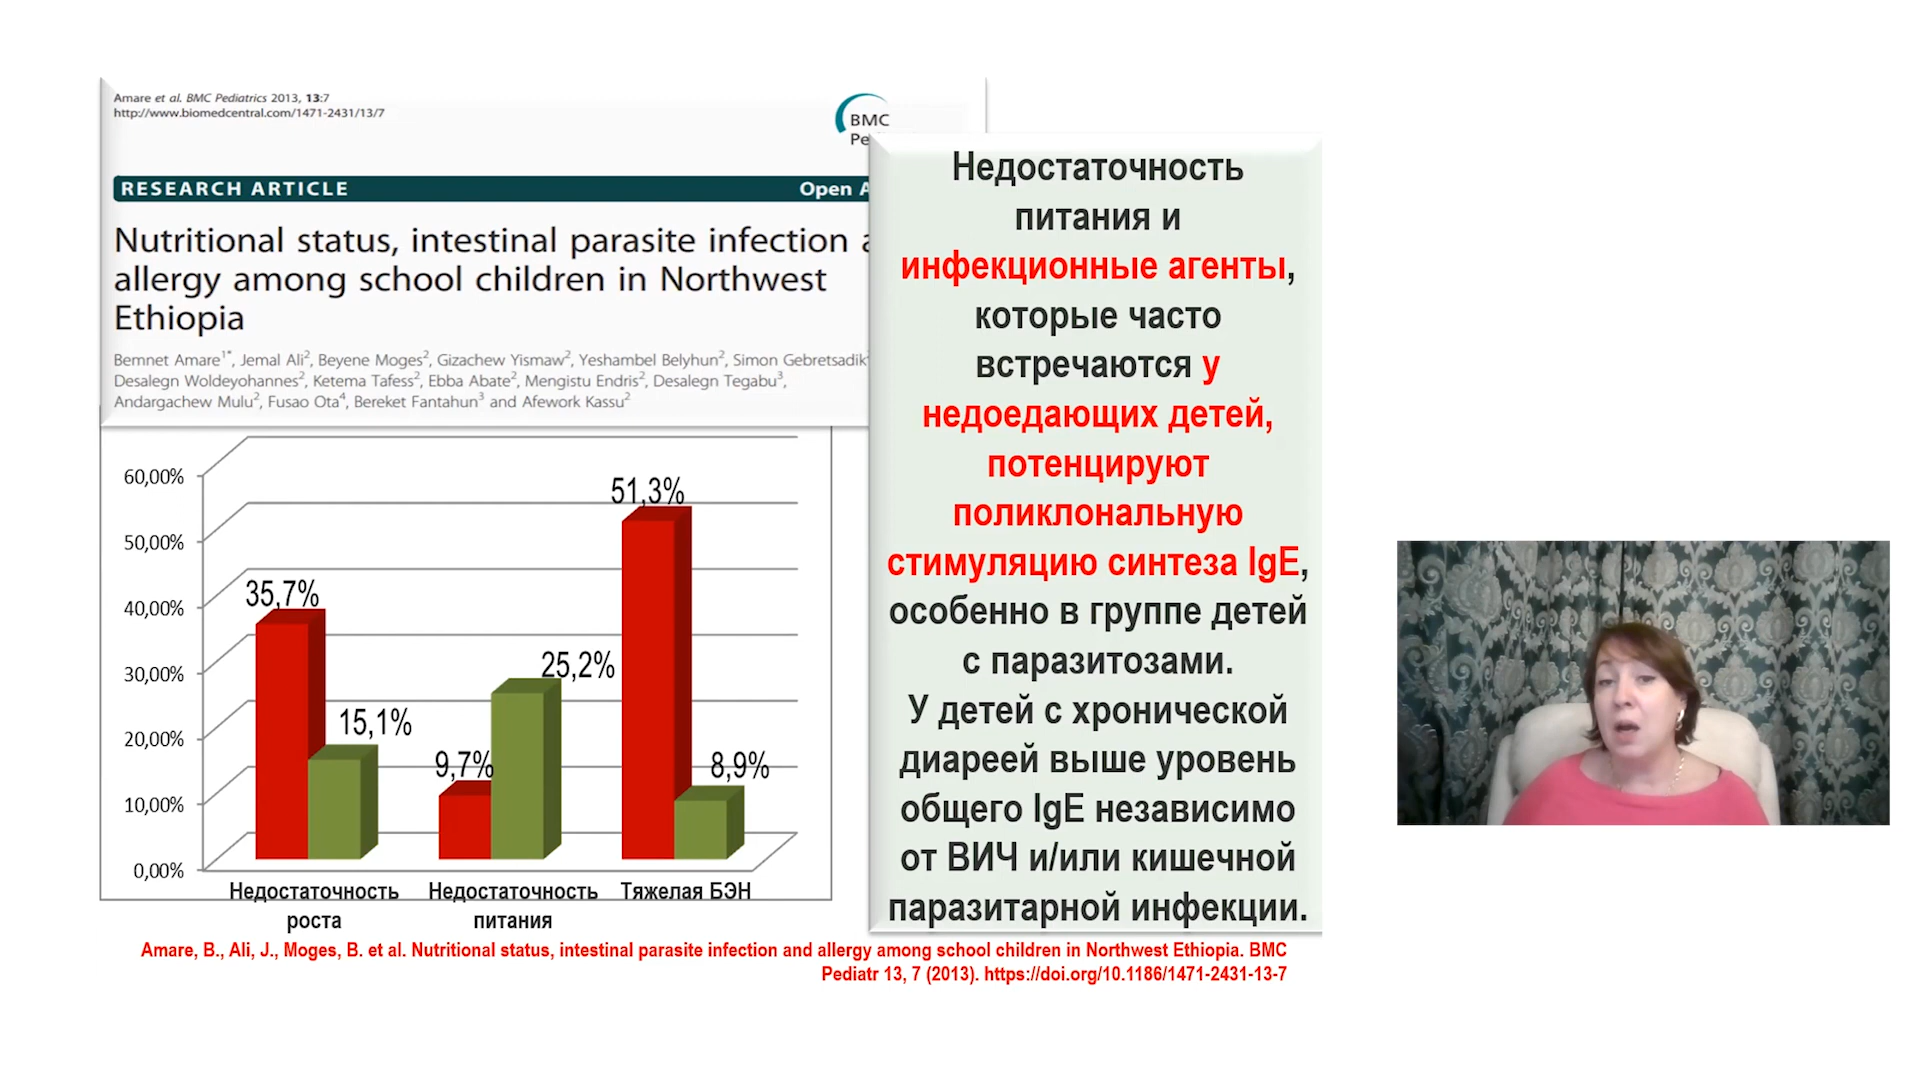 Amare et al. BMC Pediatrics 2013, 13:7
http://www.biomedcentral.com/1471-2431/13/7
BMC
RESEARCH ARTICLE
Open
Nutritional status, intestinal parasite infection
allergy among school children in Northwest
Ethiopia
Bemnet Amare1*, Jemal Ali2, Beyene Moges2, Gizachew Yismaw2, Yeshambel Belyhun2, Simon Gebretsadik
Desalegn Woldeyohannes2, Ketema Tafess2, Ebba Abate2, Mengistu Endris2, Desalegn Tegabu3,
Andargachew Mulu2, Fusao Ota4, Bereket Fantahun3 and Afework Kassu2
60,00%
50,00%
40,00%
30,00%
20,00%
10,00%
0,00%
35,7%
15,1%
9,7%
25,2%
51,3%
8,9%
Недостаточность
роста
Недостаточность
питания
Тяжелая БЭН
Недостаточность
питания и
инфекционные агенты,
которые часто
встречаются у
недоедающих детей,
потенцируют
поликлональную
стимуляцию синтеза IgE,
особенно в группе детей
с паразитозами.
У детей с хронической
диареей выше уровень
общего IgE независимо
от ВИЧ и/или кишечной
паразитарной инфекции.
Amare, B., Ali, J., Moges, B. et al. Nutritional status, intestinal parasite infection and allergy among school children in Northwest Ethiopia. BMC
Pediatr 13, 7 (2013). https://doi.org/10.1186/1471-2431-13-7